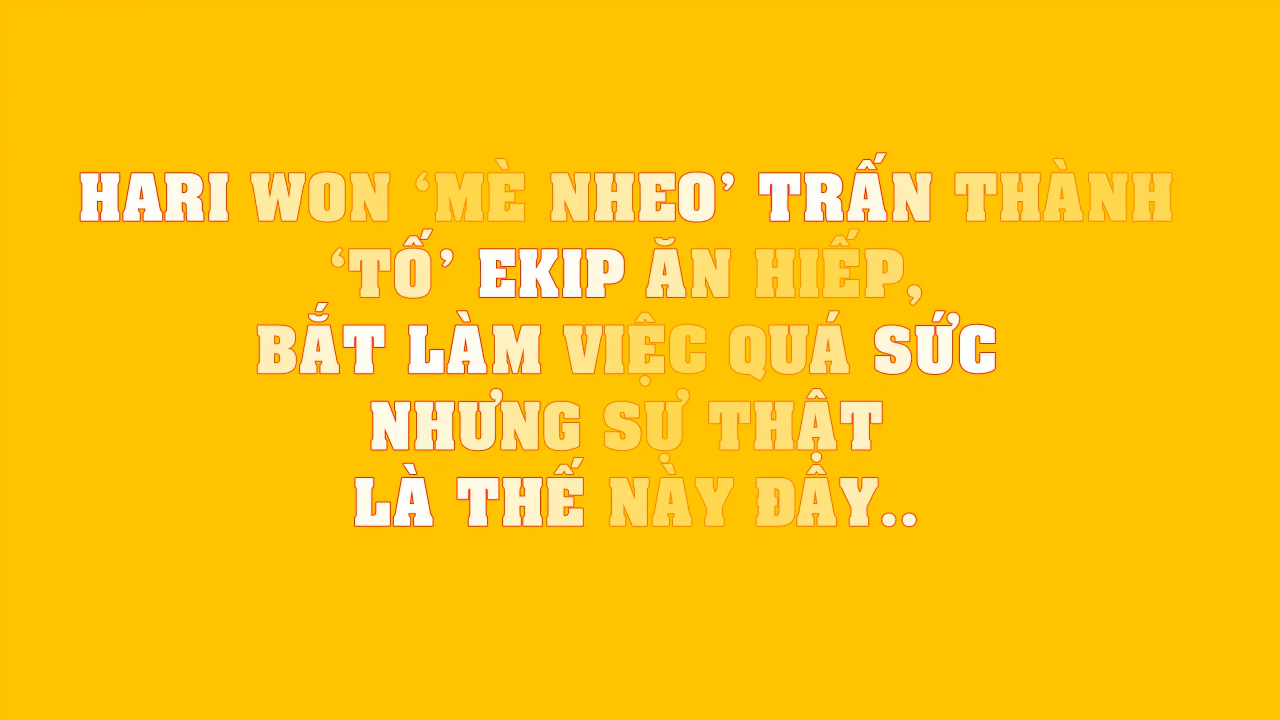 HARI WON ‘MÈ NHEO’ TRẤN THÀNH
‘TỐ’ EKIP ĂN HIẾP,
BẮT LÀM VIỆC QUÁ SỨC
NHƯNG SỰ THẬT
LÀ THẾ NÀY ĐÂY..